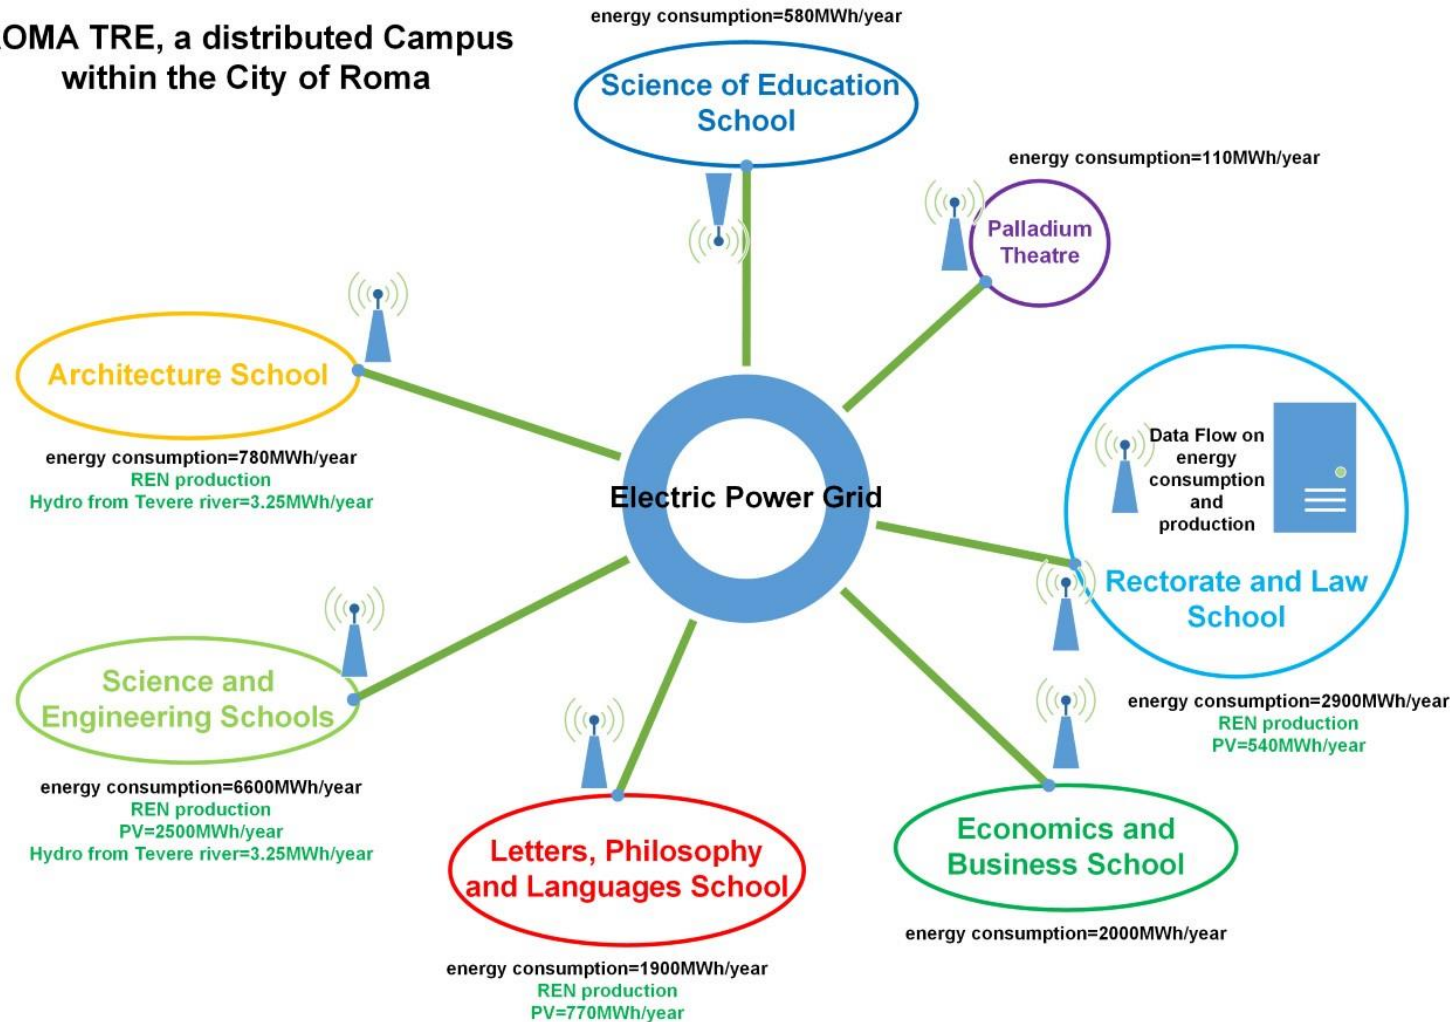 OMA TRE, a distributed Campus
within the City of Roma
energy consumption=580MWh/year
Science of Education
School
energy consumption=110MWh/year
Palladium
Theatre
Architecture School
energy consumption=780MWh/year
REN production
Hydro from Tevere river=3.25MWh/year
Electric Power Grid
Data Flow on
energy
consumption
and
production
Rectorate and Law
School
energy consumption=2900MWh/year
REN production
PV=540MWh/year
Science and
Engineering Schools
energy consumption=6600MWh/year
REN production
PV=2500MWh/year
Hydro from Tevere river=3.25MWh/year
Letters, Philosophy
and Languages School
energy consumption=1900MWh/year
REN production
PV=770MWh/year
Economics and
Business School
energy consumption=2000MWh/year